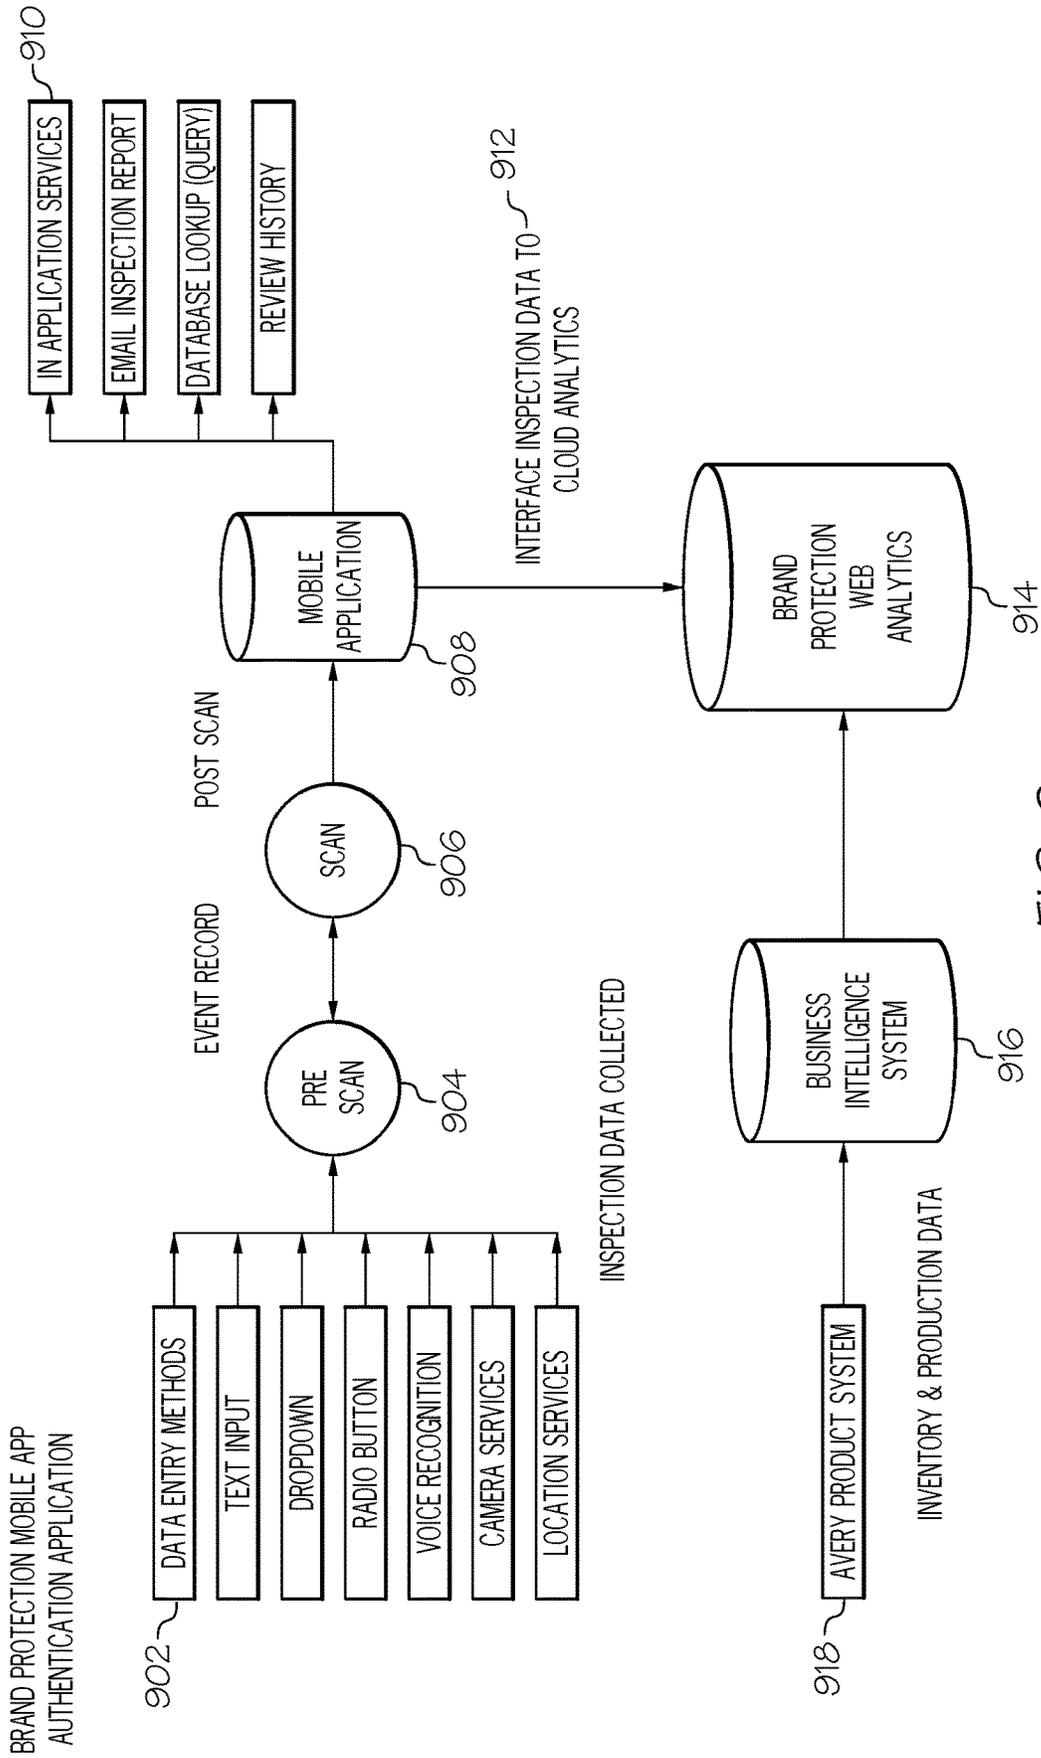 BRAND PROTECTION MOBILE APP
AUTHENTICATION APPLICATION
902
DATA ENTRY METHODS
TEXT INPUT
DROPDOWN
RADIO BUTTON
VOICE RECOGNITION
CAMERA SERVICES
LOCATION SERVICES
INSPECTION DATA COLLECTED
PRE
SCAN
904
EVENT RECORD
SCAN
906
POST SCAN
MOBILE
APPLICATION
908
IN APPLICATION SERVICES
910
EMAIL INSPECTION REPORT
DATABASE LOOKUP (QUERY)
REVIEW HISTORY
INTERFACE INSPECTION DATA TO
CLOUD ANALYTICS
912
918
AVERY PRODUCT SYSTEM
INVENTORY & PRODUCTION DATA
BUSINESS
INTELLIGENCE
SYSTEM
916
BRAND
PROTECTION
WEB
ANALYTICS
914